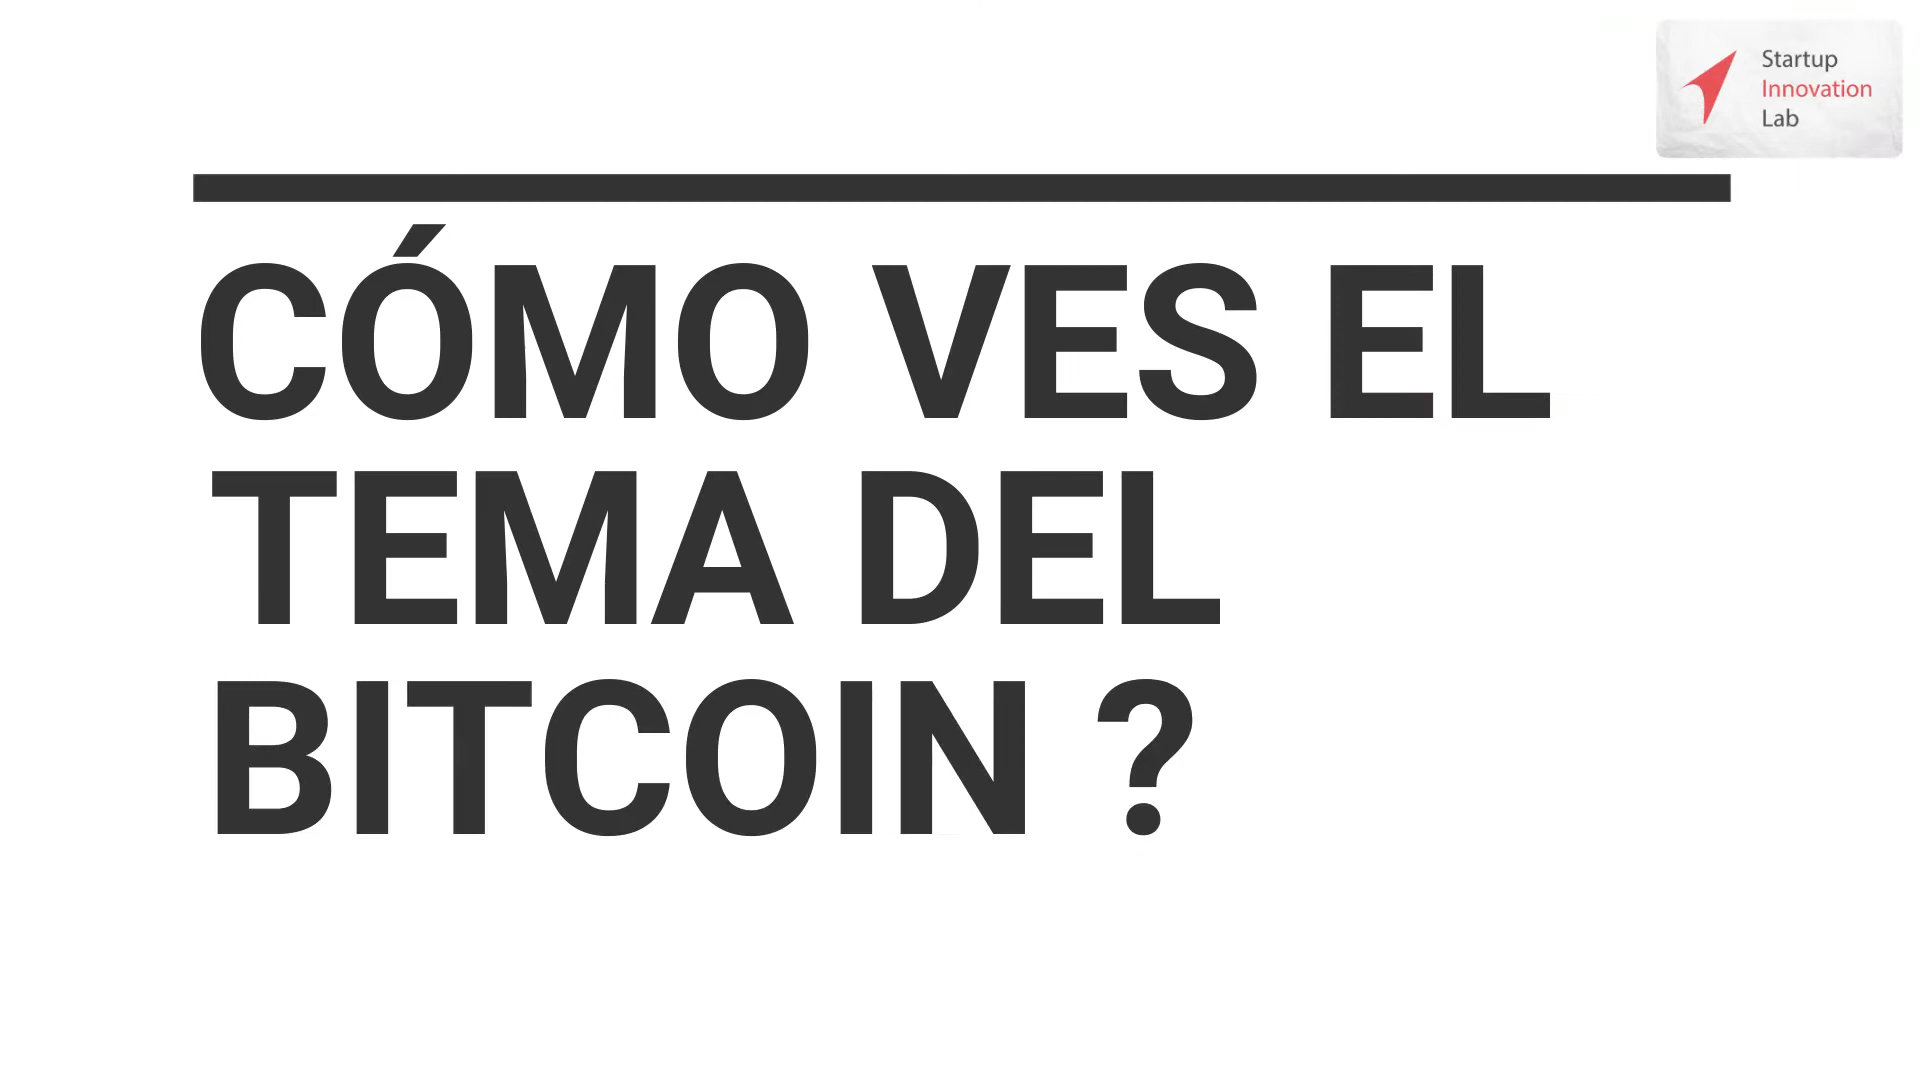 Startup
Innovation
Lab
CÓMO VES EL
TEMA DEL
BITCOIN ?